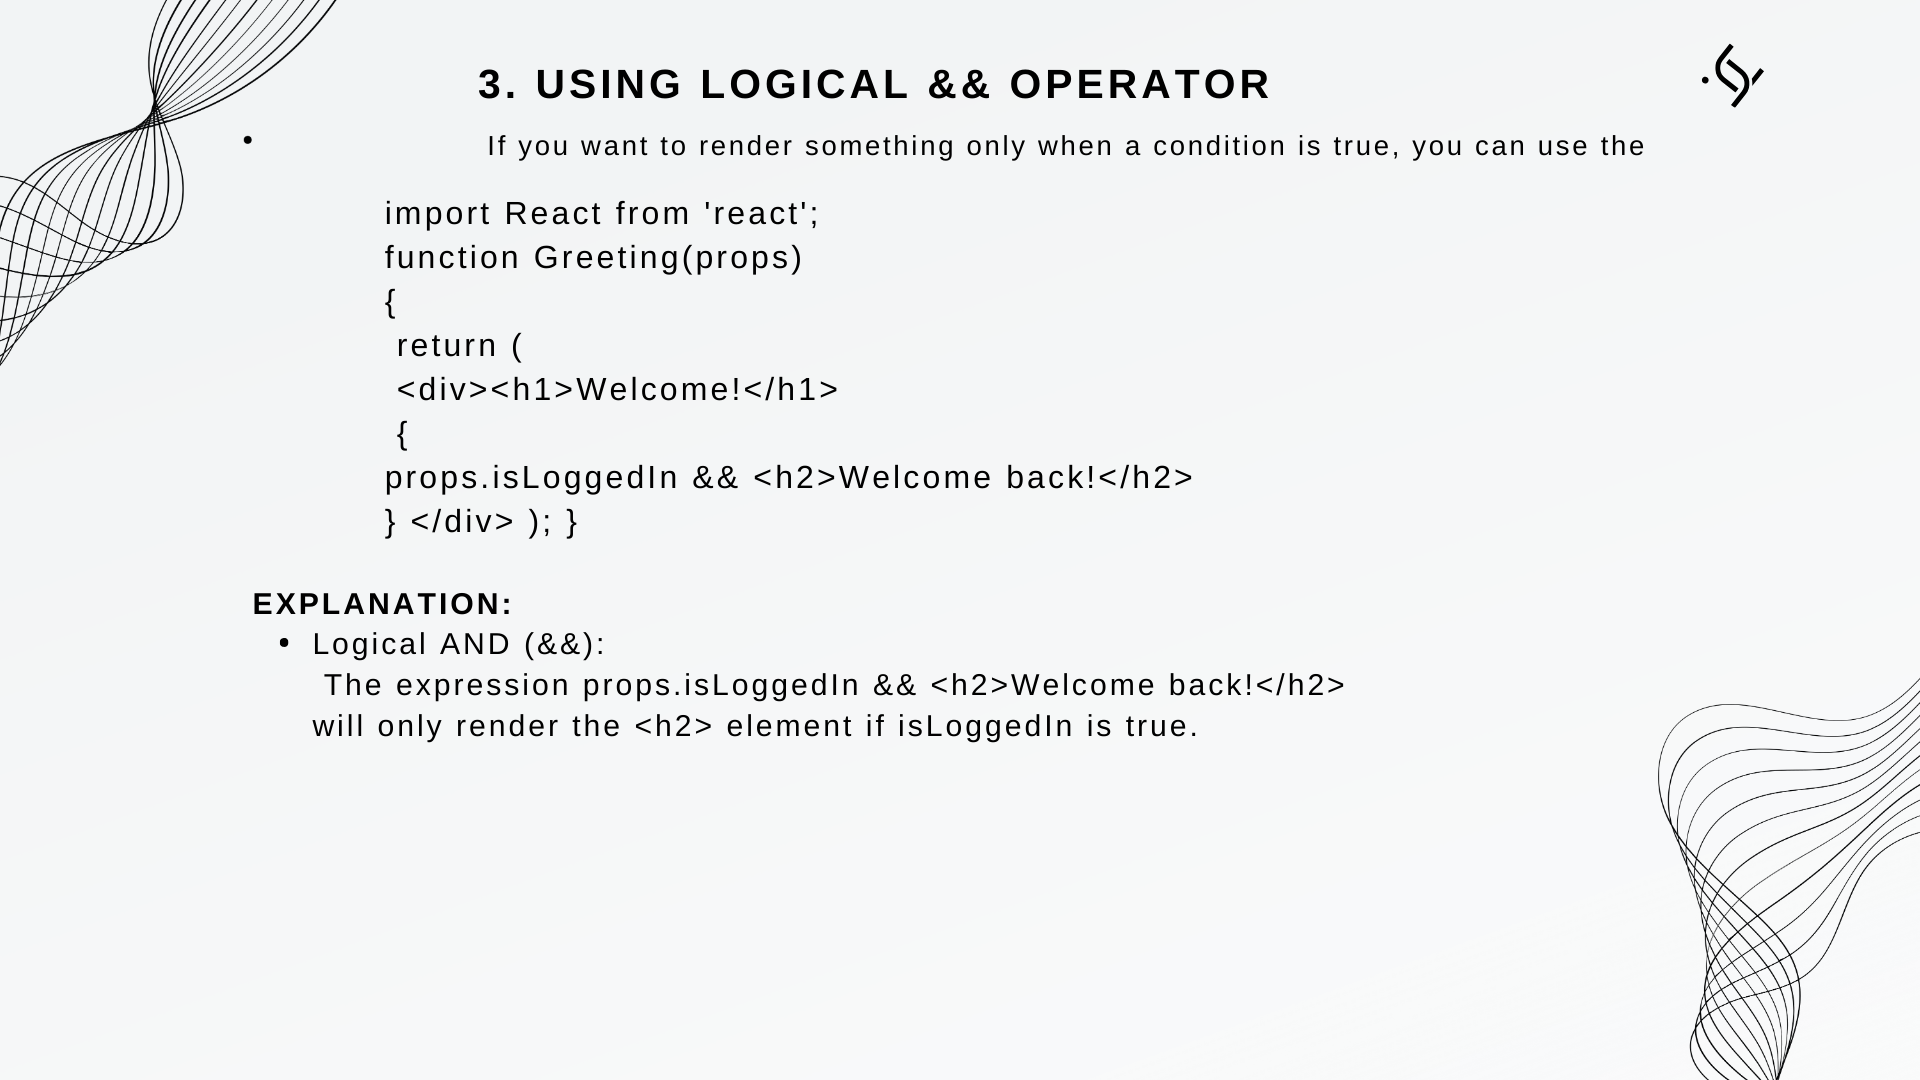 3. USING LOGICAL && OPERATOR
• If you want to render something only when a condition is true, you can use the
import React from 'react';
function Greeting(props)
{
return (
<div><h1>Welcome!</h1>
{
props.isLoggedIn && <h2>Welcome back!</h2>
} </div> ); }
EXPLANATION:
• Logical AND (&&):
The expression props.isLoggedIn && <h2>Welcome back!</h2>
will only render the <h2> element if isLoggedIn is true.